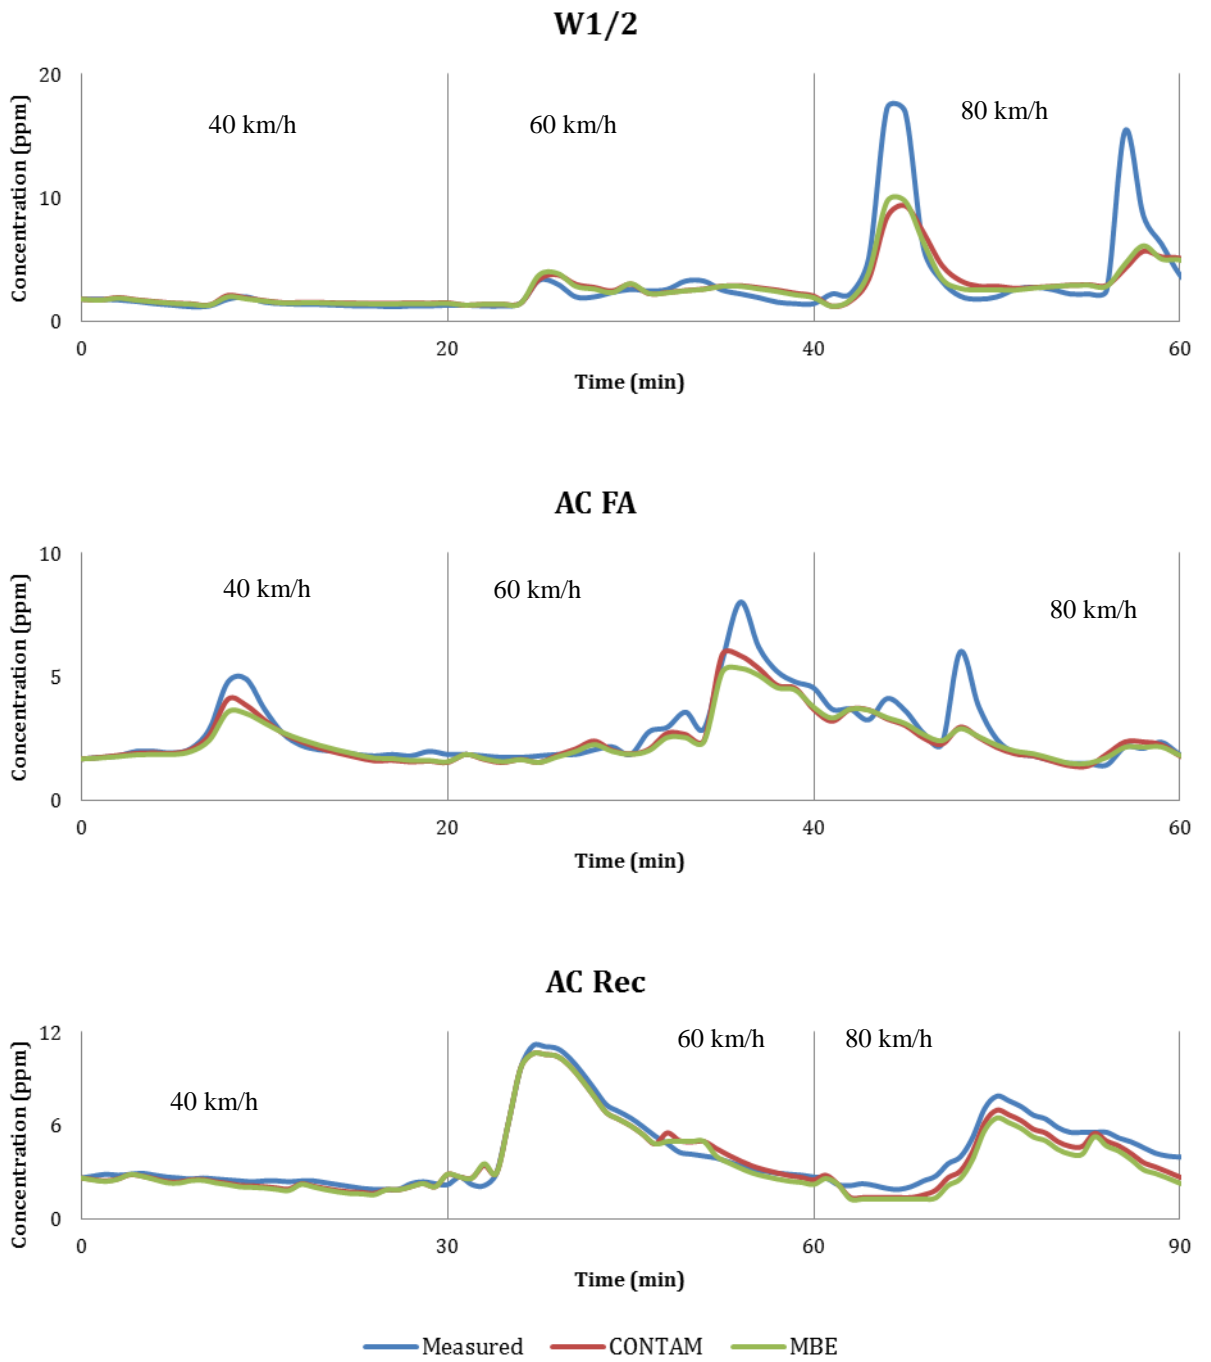 W1/2
Concentration (ppm)
20
10
0
40 km/h
60 km/h
80 km/h
0
20
40
60
Time (min)
AC FA
Concentration (ppm)
10
5
0
40 km/h
60 km/h
80 km/h
0
20
40
60
Time (min)
AC Rec
Concentration (ppm)
12
6
0
40 km/h
60 km/h
80 km/h
0
30
60
90
Time (min)
Measured
CONTAM
MBE